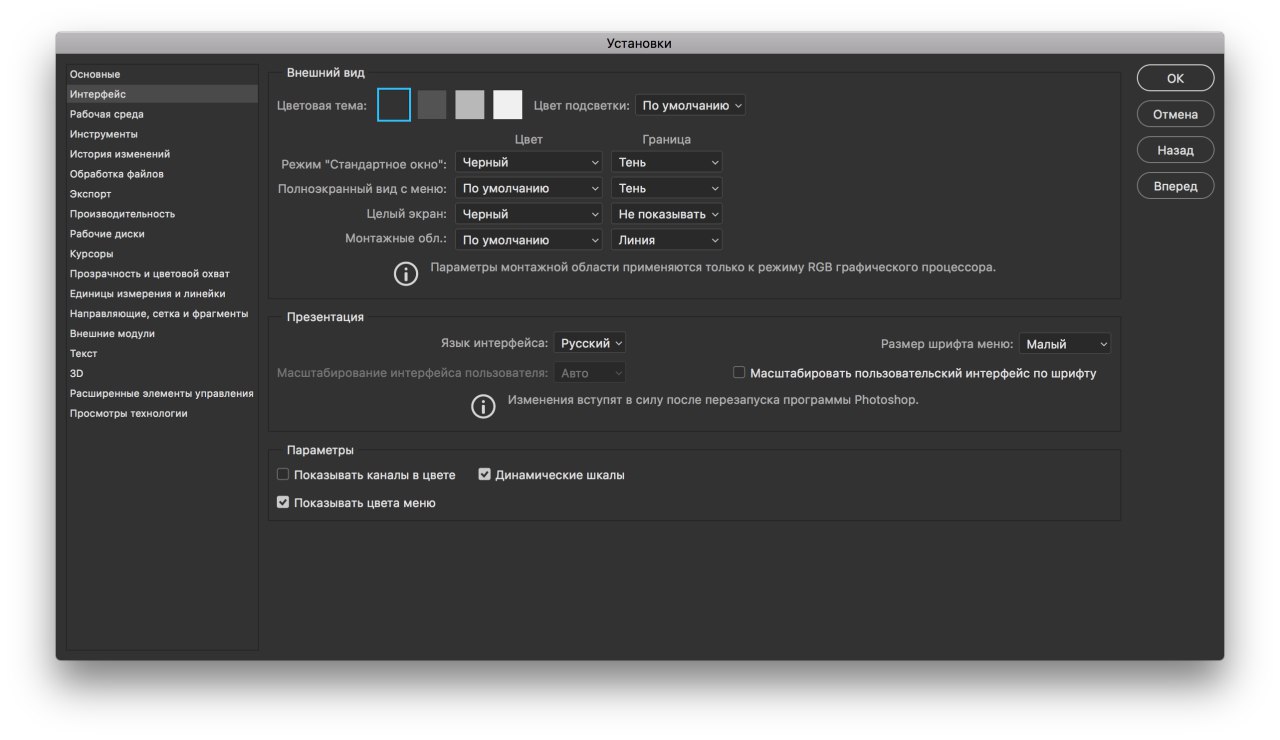 Установки
Основные
Интерфейс
Рабочая среда
Инструменты
История изменений
Обработка файлов
Экспорт
Производительность
Рабочие диски
Курсоры
Прозрачность и цветовой охват
Единицы измерения и линейки
Направляющие, сетка и фрагменты
Внешние модули
Текст
3D
Расширенные элементы управления
Просмотры технологии
Внешний вид
Цветовая тема: Цвет подсветки: По умолчанию
Цвет Граница
Режим "Стандартное окно": Черный Тень
Полноэкранный вид с меню: По умолчанию Тень
Целый экран: Черный Не показывать
Монтажные обл.: По умолчанию Линия
Параметры монтажной области применяются только к режиму RGB графического процессора.
Презентация
Язык интерфейса: Русский Размер шрифта меню: Малый
Масштабирование интерфейса пользователя: Авто Масштабировать пользовательский интерфейс по шрифту
Изменения вступят в силу после перезапуска программы Photoshop.
Параметры
Показывать каналы в цвете Динамические шкалы
Показывать цвета меню
ОК
Отмена
Назад
Вперед